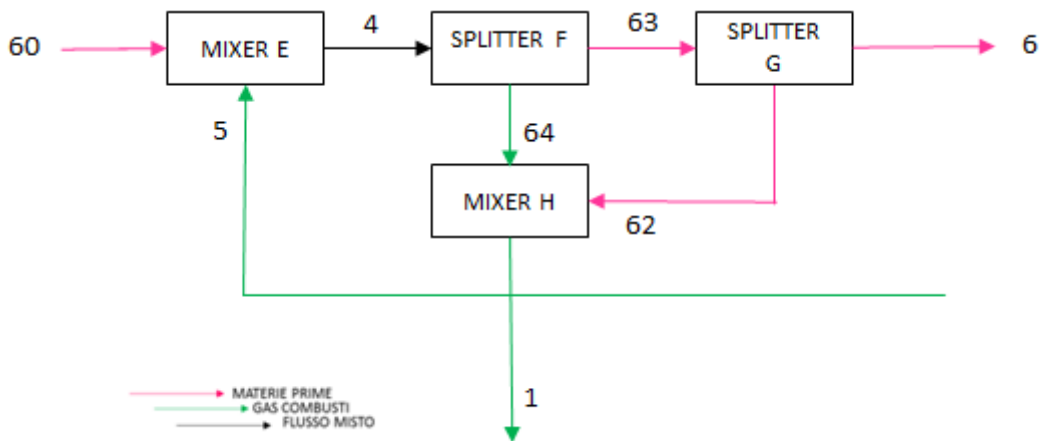 60
MIXER E
4
SPLITTER F
63
SPLITTER
G
6
5
64
MIXER H
62
1
MATERIE PRIME
GAS COMBUSTI
FLUSSO MISTO